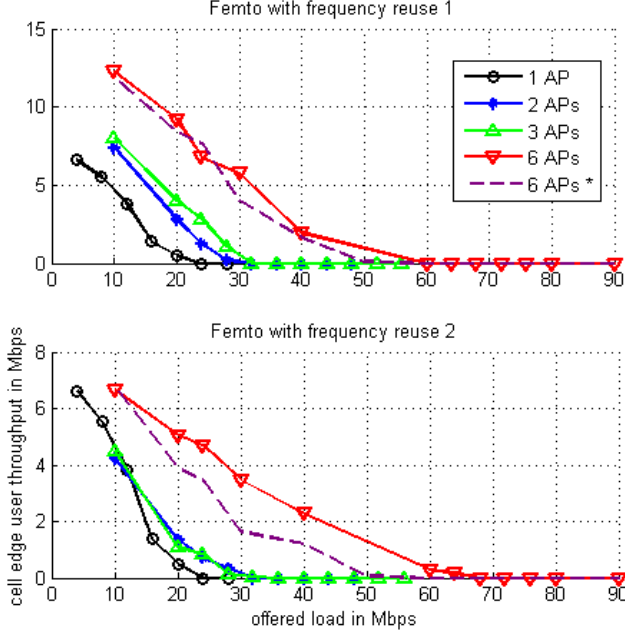 Femto with frequency reuse 1
15
10
5
0
0 10 20 30 40 50 60 70 80 90
1 AP
2 APs
3 APs
6 APs
6 APs *
Femto with frequency reuse 2
8
6
4
2
0
0 10 20 30 40 50 60 70 80 90
cell edge user throughput in Mbps
offered load in Mbps